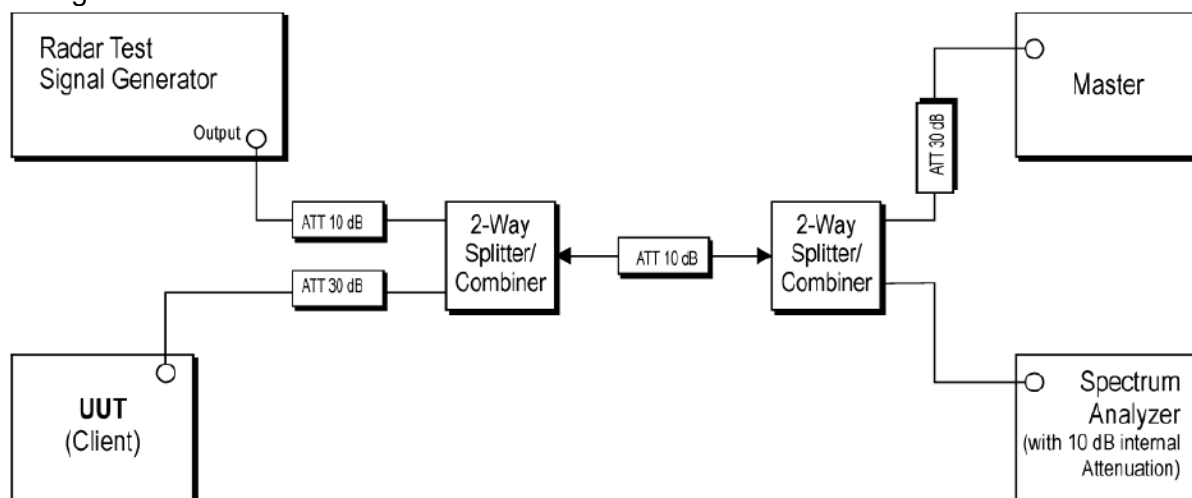 Radar Test
Signal Generator
Output
ATT 10 dB
ATT 30 dB
2-Way
Splitter/
Combiner
ATT 10 dB
2-Way
Splitter/
Combiner
ATT 30 dB
Master
UUT
(Client)
Spectrum
Analyzer
(with 10 dB internal
Attenuation)